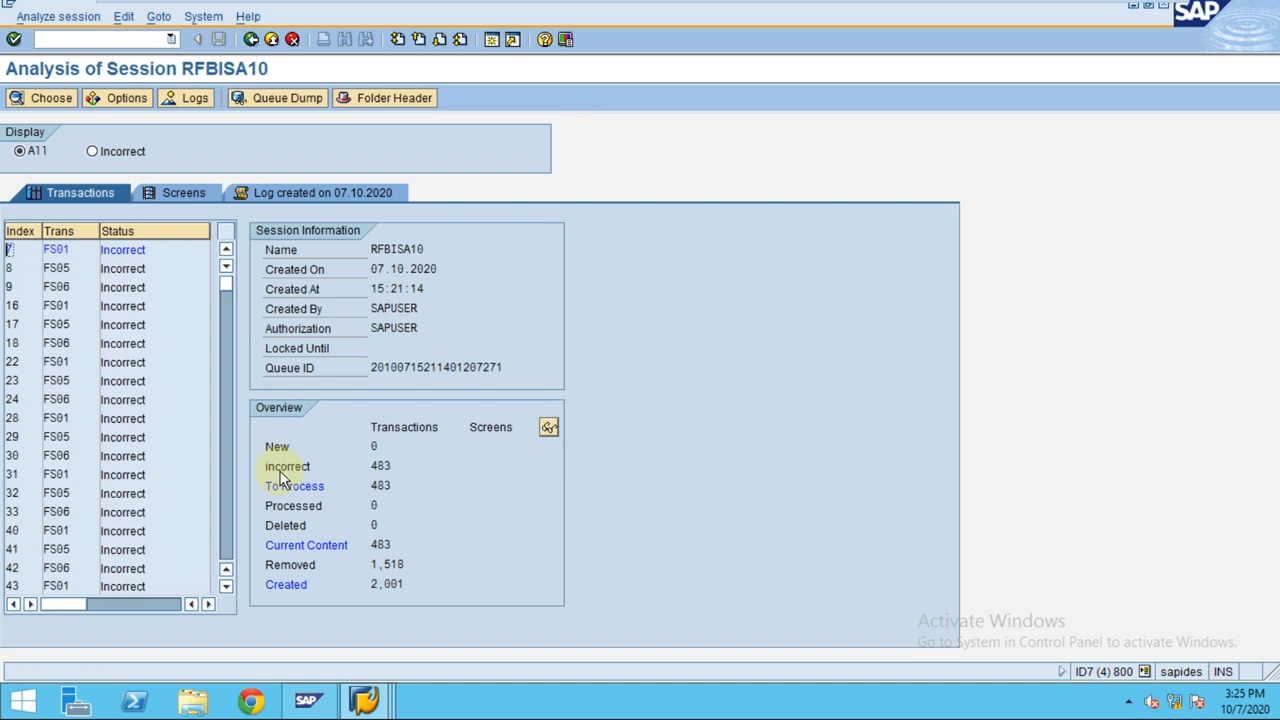 Analyze session Edit Goto System Help
SAP
Analysis of Session RFBISA10
Choose Options Logs Queue Dump Folder Header
Display
All Incorrect
Transactions Screens Log created on 07.10.2020
Index Trans Status
7 FS01 Incorrect
8 FS05 Incorrect
9 FS06 Incorrect
16 FS01 Incorrect
17 FS05 Incorrect
18 FS06 Incorrect
22 FS01 Incorrect
23 FS05 Incorrect
24 FS06 Incorrect
28 FS01 Incorrect
29 FS05 Incorrect
30 FS06 Incorrect
31 FS01 Incorrect
32 FS05 Incorrect
33 FS06 Incorrect
40 FS01 Incorrect
41 FS05 Incorrect
42 FS06 Incorrect
43 FS01 Incorrect
Session Information
Name RFBISA10
Created On 07.10.2020
Created At 15:21:14
Created By SAPUSER
Authorization SAPUSER
Locked Until
Queue ID 20100715211401207271
Overview
Transactions Screens
New 0
incorrect 483
To Process 483
Processed 0
Deleted 0
Current Content 483
Removed 1,518
Created 2,001
Activate Windows
Go to System in Control Panel to activate Windows.
ID7 (4) 800 sapides INS
SAP
3:25 PM
10/7/2020